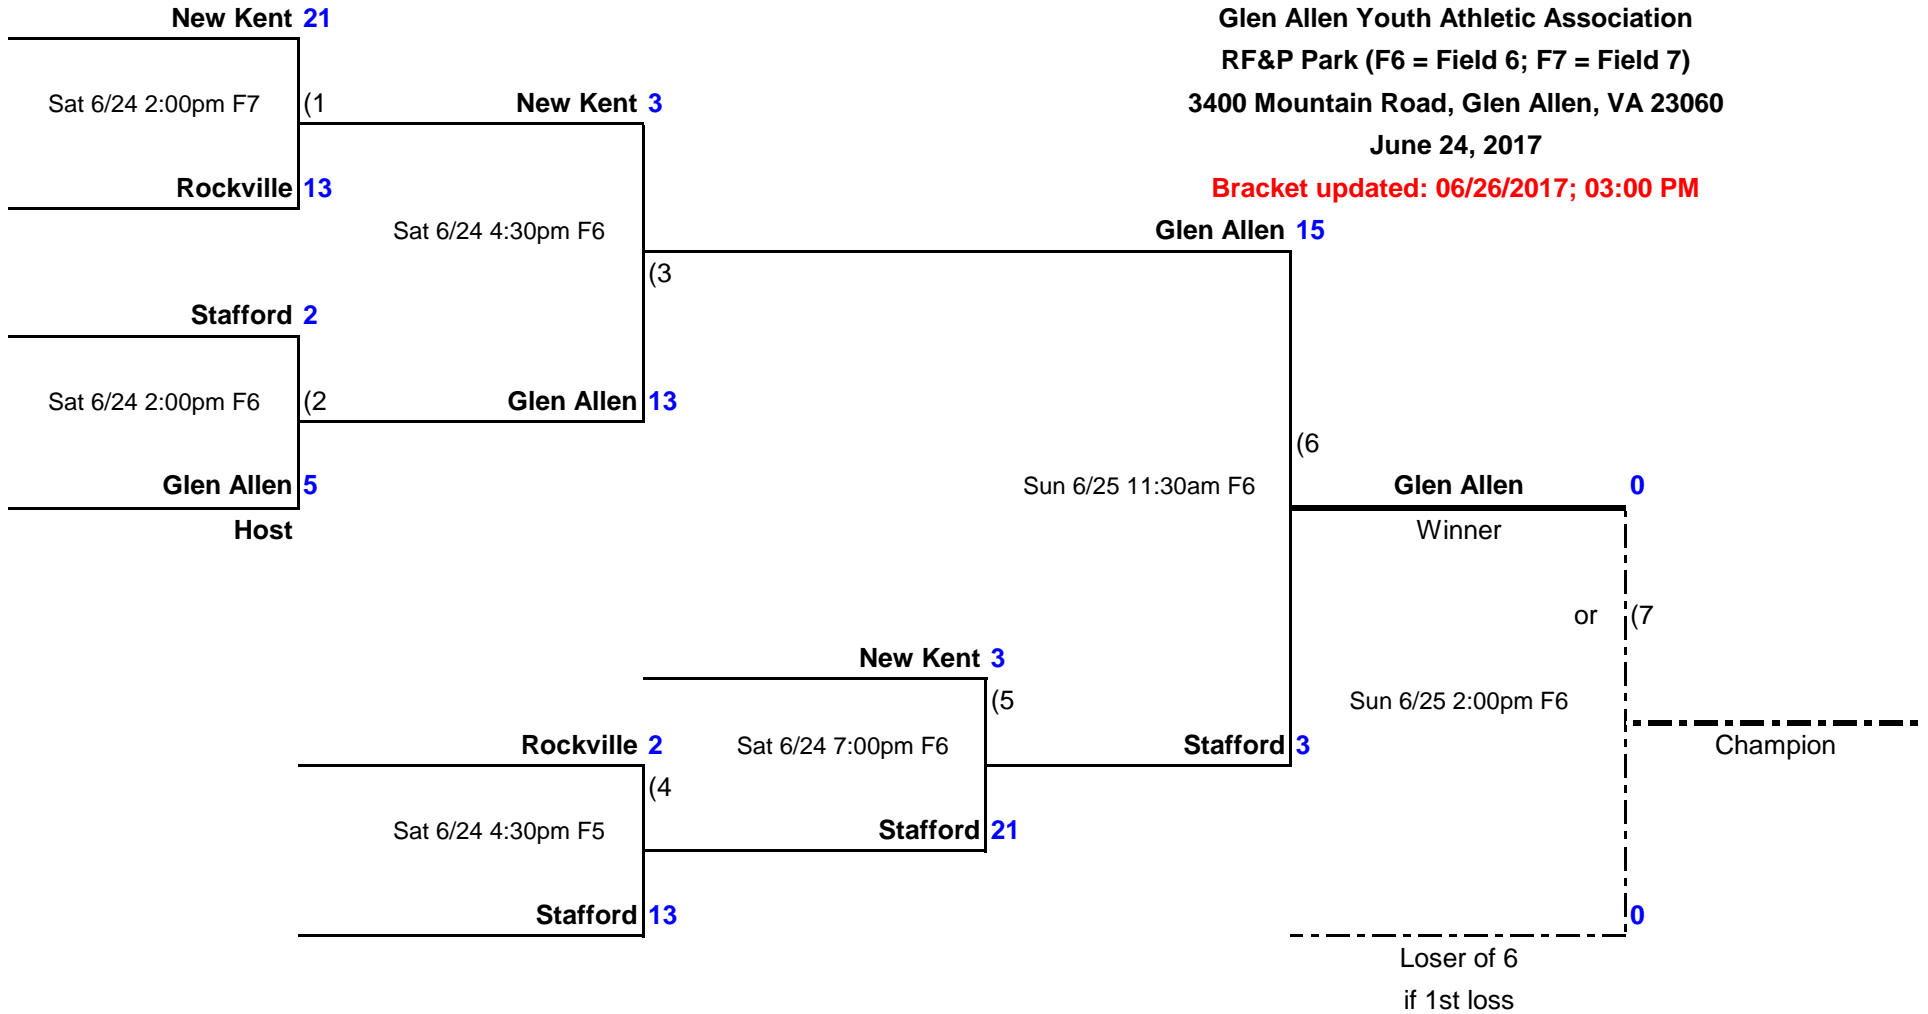 New Kent 21
Glen Allen Youth Athletic Association
RF&P Park (F6 = Field 6; F7 = Field 7)
Sat 6/24 2:00pm F7 (1 New Kent 3
3400 Mountain Road, Glen Allen, VA 23060
June 24, 2017
Rockville 13
Bracket updated: 06/26/2017; 03:00 PM
Sat 6/24 4:30pm F6
Glen Allen 15
(3
Stafford 2
Sat 6/24 2:00pm F6 (2 Glen Allen 13
(6
Glen Allen 5
Sun 6/25 11:30am F6
Glen Allen 0
Host
Winner
or (7
New Kent 3
(5
Sun 6/25 2:00pm F6
Rockville 2
Sat 6/24 7:00pm F6
Stafford 3
Champion
(4
Sat 6/24 4:30pm F5
Stafford 21
Stafford 13
0
Loser of 6
if 1st loss